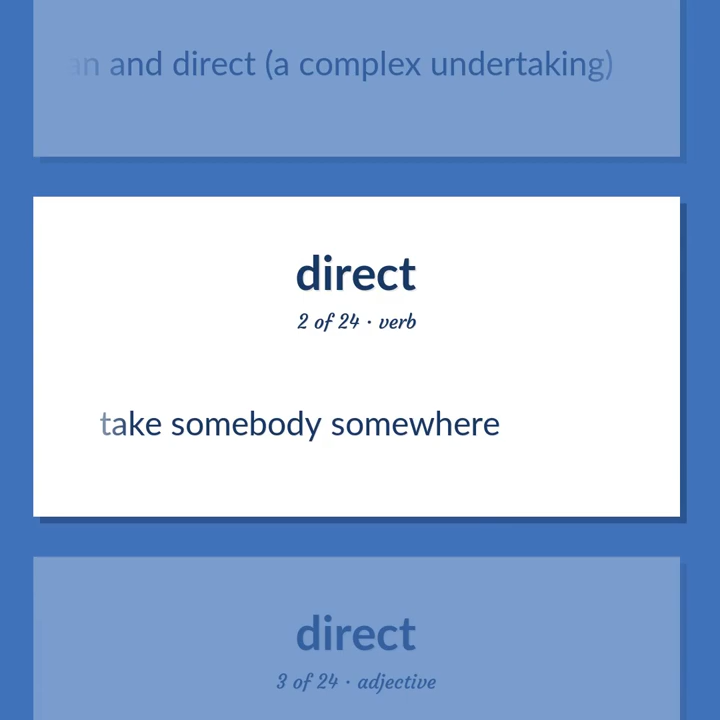 an and direct (a complex undertaking)
direct
2 of 24 · verb
take somebody somewhere
direct
3 of 24 · adjective